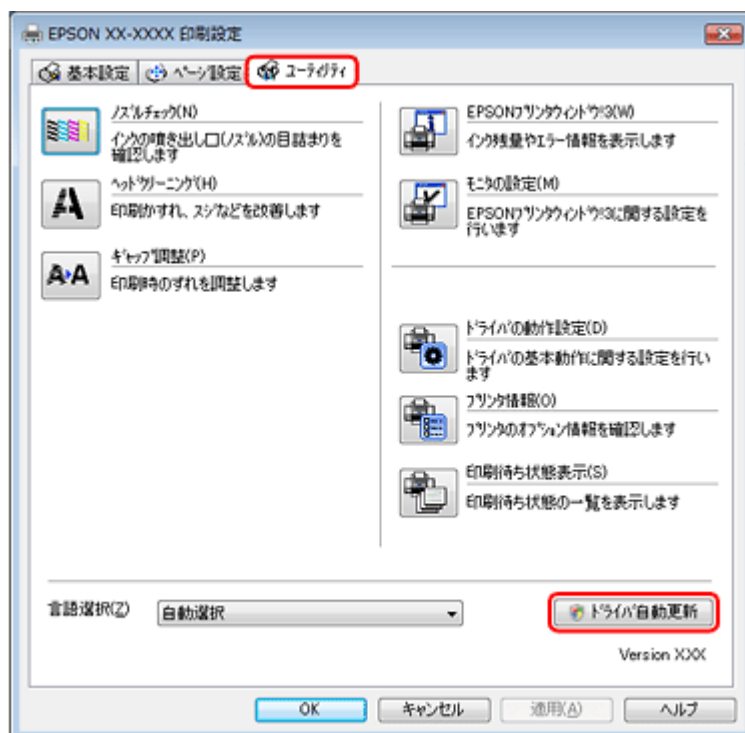 EPSON XX-XXXX 印刷設定
基本設定
ページ設定
ユーティリティ
ノズルチェック(N)
インクの噴き出し口(ノズル)の目詰まりを
確認します
ヘッドクリーニング(H)
印刷かすれ、スジなどを改善します
ギャップ調整(P)
印刷時のずれを調整します
EPSONプリンタウィンドウ!3(W)
インク残量やエラー情報を表示します
モニタの設定(M)
EPSONプリンタウィンドウ!3に関する設定を
行います
ドライバの動作設定(D)
ドライバの基本動作に関する設定を行い
ます
プリンタ情報(O)
プリンタのオプション情報を確認します
印刷待ち状態表示(S)
印刷待ち状態の一覧を表示します
言語選択(Z)
自動選択
ドライバ自動更新
Version XXX
OK
キャンセル
適用(A)
ヘルプ